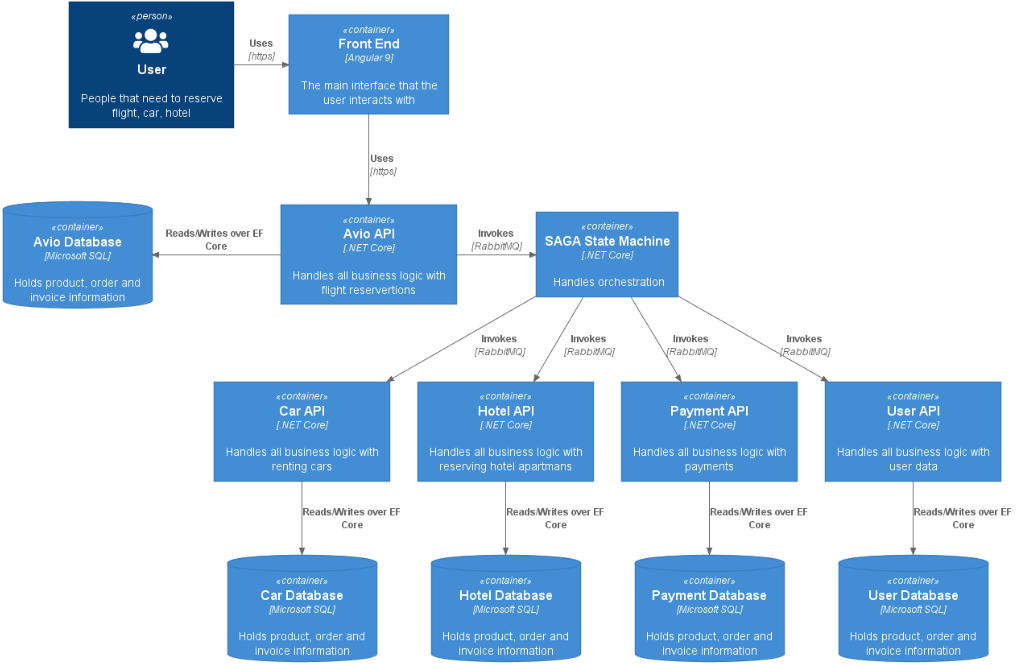 «person»
User
People that need to reserve
flight, car, hotel
Uses
[https]
«container»
Front End
[Angular 9]
The main interface that the
user interacts with
Uses
[https]
«container»
Avio Database
[Microsoft SQL]
Holds product, order and
invoice information
Reads/Writes over EF
Core
«container»
Avio API
[.NET Core]
Handles all business logic with
flight reservertions
Invokes
[RabbitMQ]
«container»
SAGA State Machine
[.NET Core]
Handles orchestration
Invokes
[RabbitMQ]
Invokes
[RabbitMQ]
Invokes
[RabbitMQ]
Invokes
[RabbitMQ]
«container»
Car API
[.NET Core]
Handles all business logic with
renting cars
«container»
Hotel API
[.NET Core]
Handles all business logic with
reserving hotel apartmans
«container»
Payment API
[.NET Core]
Handles all business logic with
payments
«container»
User API
[.NET Core]
Handles all business logic with
user data
Reads/Writes over EF
Core
Reads/Writes over EF
Core
Reads/Writes over EF
Core
Reads/Writes over EF
Core
«container»
Car Database
[Microsoft SQL]
Holds product, order and
invoice information
«container»
Hotel Database
[Microsoft SQL]
Holds product, order and
invoice information
«container»
Payment Database
[Microsoft SQL]
Holds product, order and
invoice information
«container»
User Database
[Microsoft SQL]
Holds product, order and
invoice information